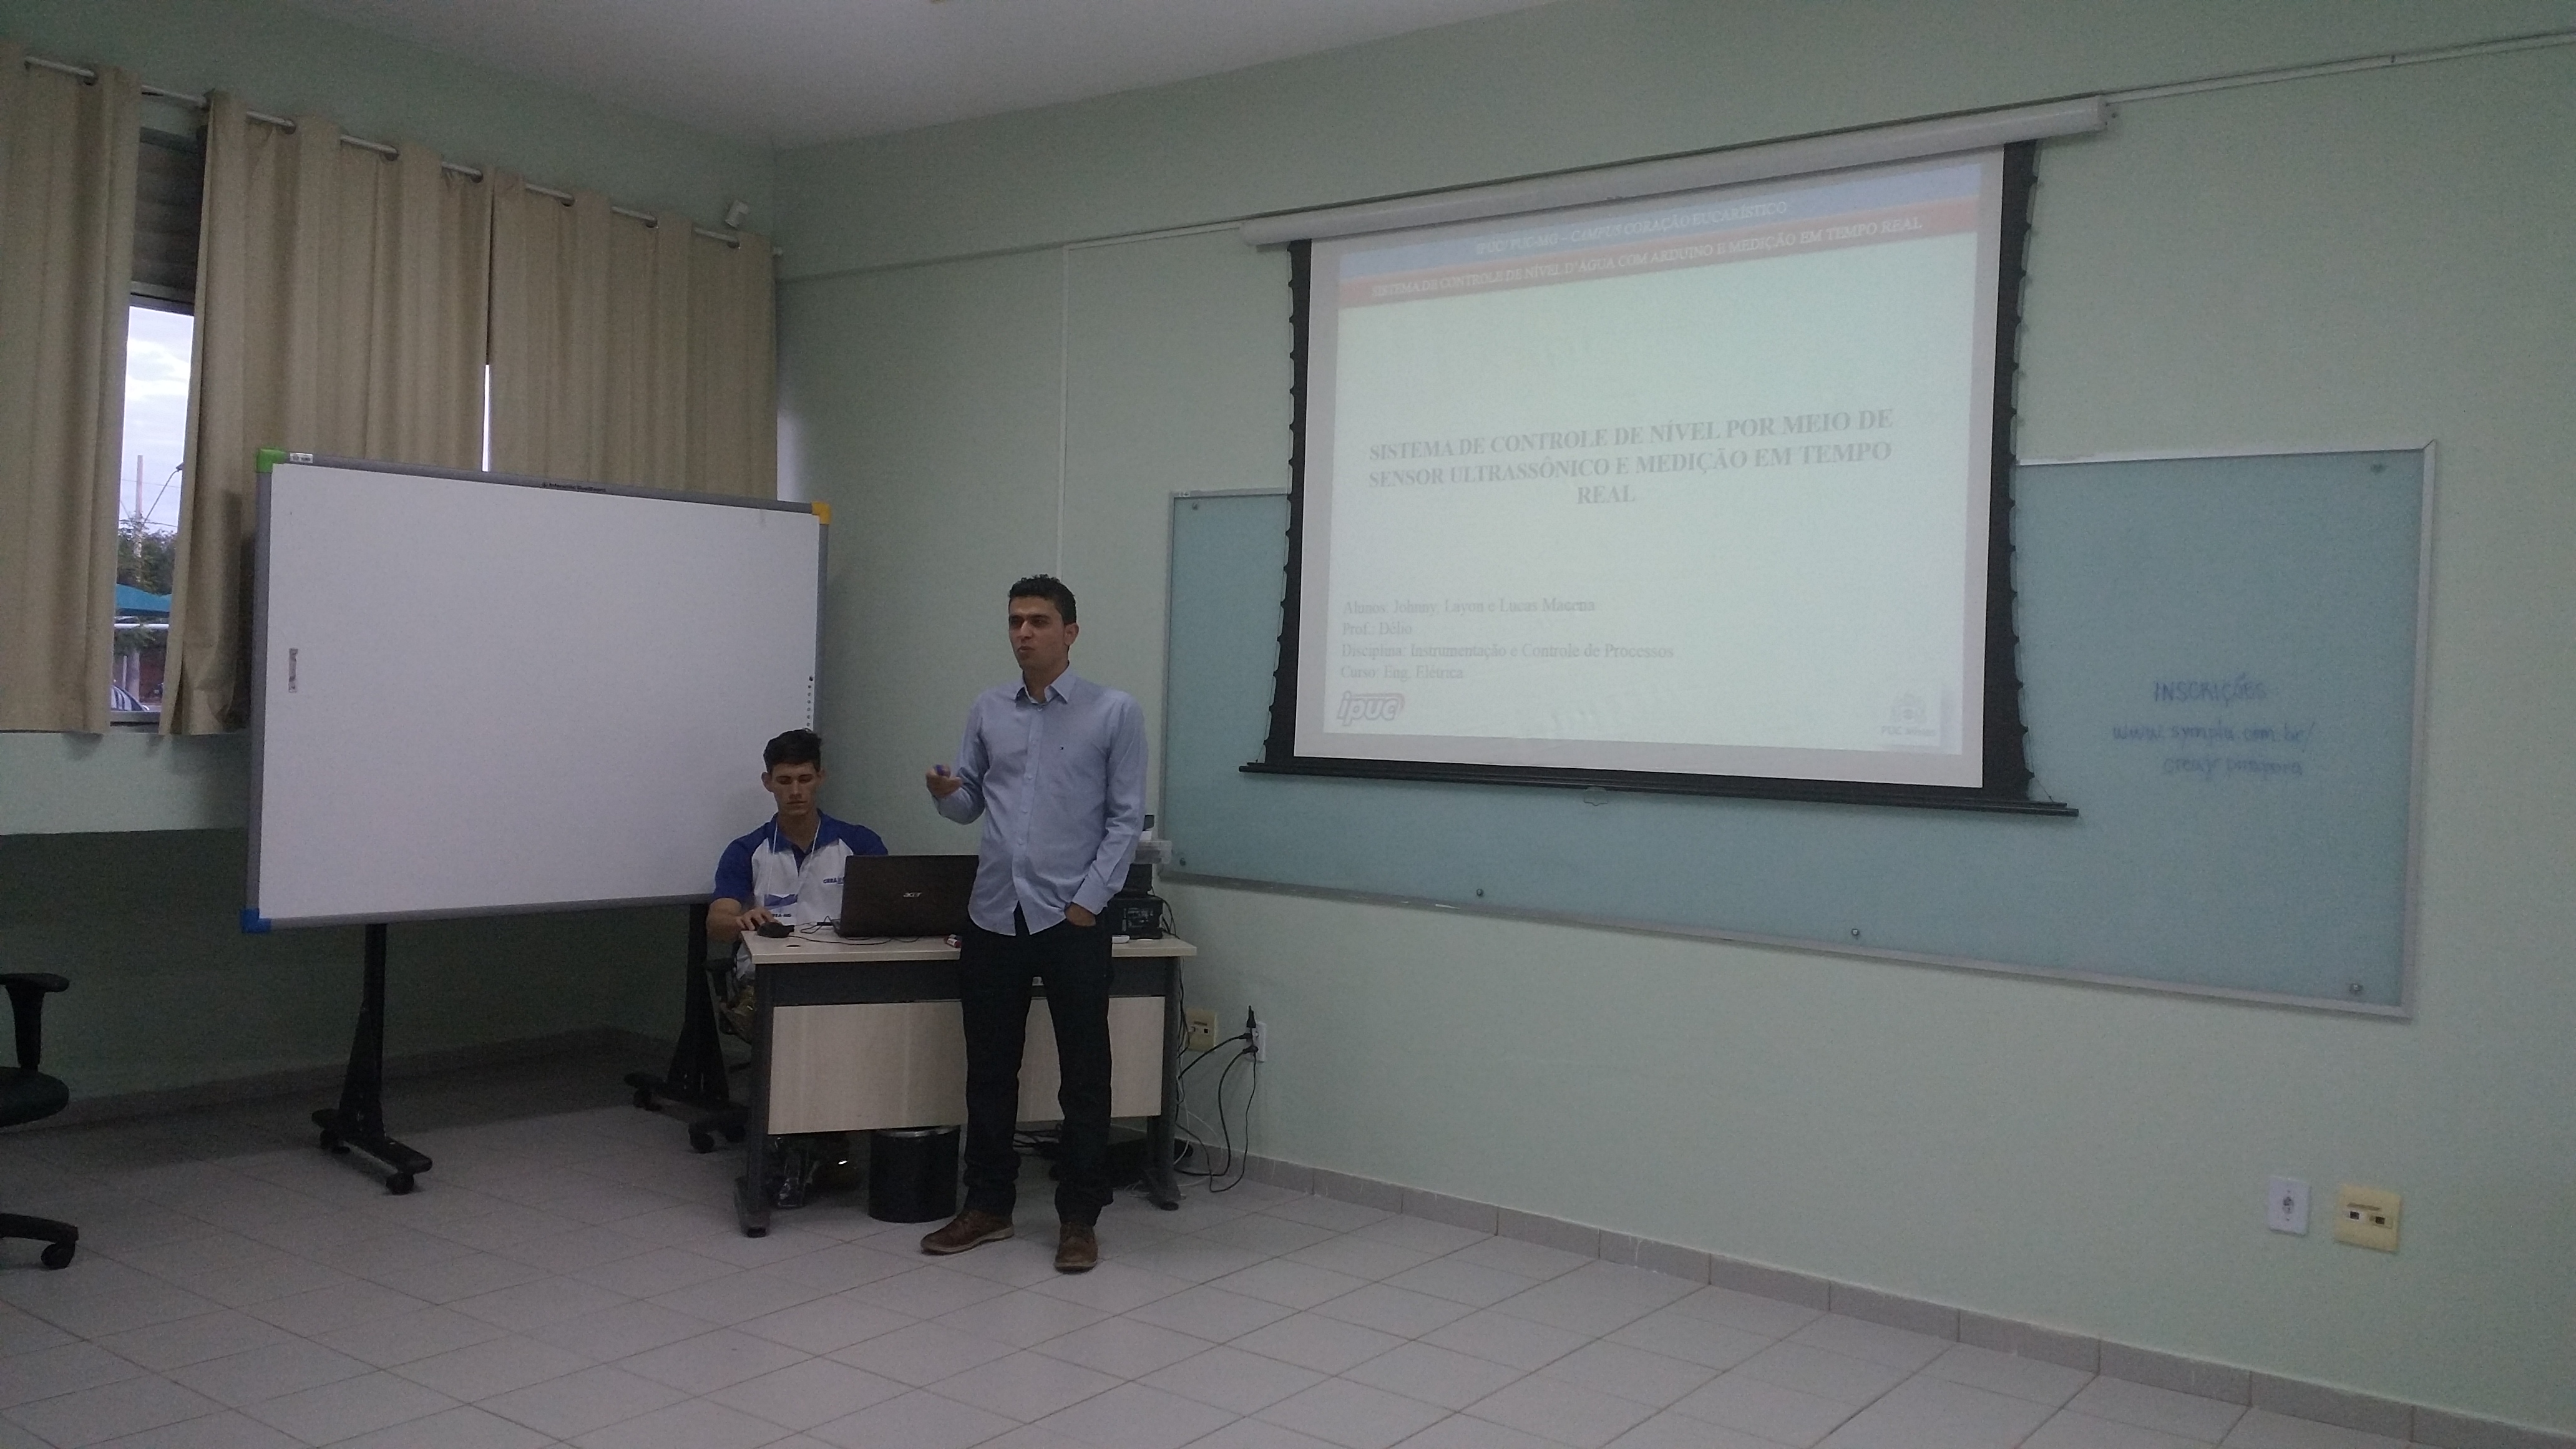 IPUC/ PUC-MG – CAMPUS CORAÇÃO EUCARÍSTICO
SISTEMA DE CONTROLE DE NÍVEL D'AGUA COM ARDUINO E MEDIÇÃO EM TEMPO REAL
SISTEMA DE CONTROLE DE NÍVEL POR MEIO DE
SENSOR ULTRASSÔNICO E MEDIÇÃO EM TEMPO
REAL
Alunos: Johnny, Layon e Lucas Macena
Prof.: Délio
Disciplina: Instrumentação e Controle de Processos
Curso: Eng. Elétrica
ipuc
PUC Minas
INSCRIÇÕES
www.sympla.com.br/
creajrpirapora
acer